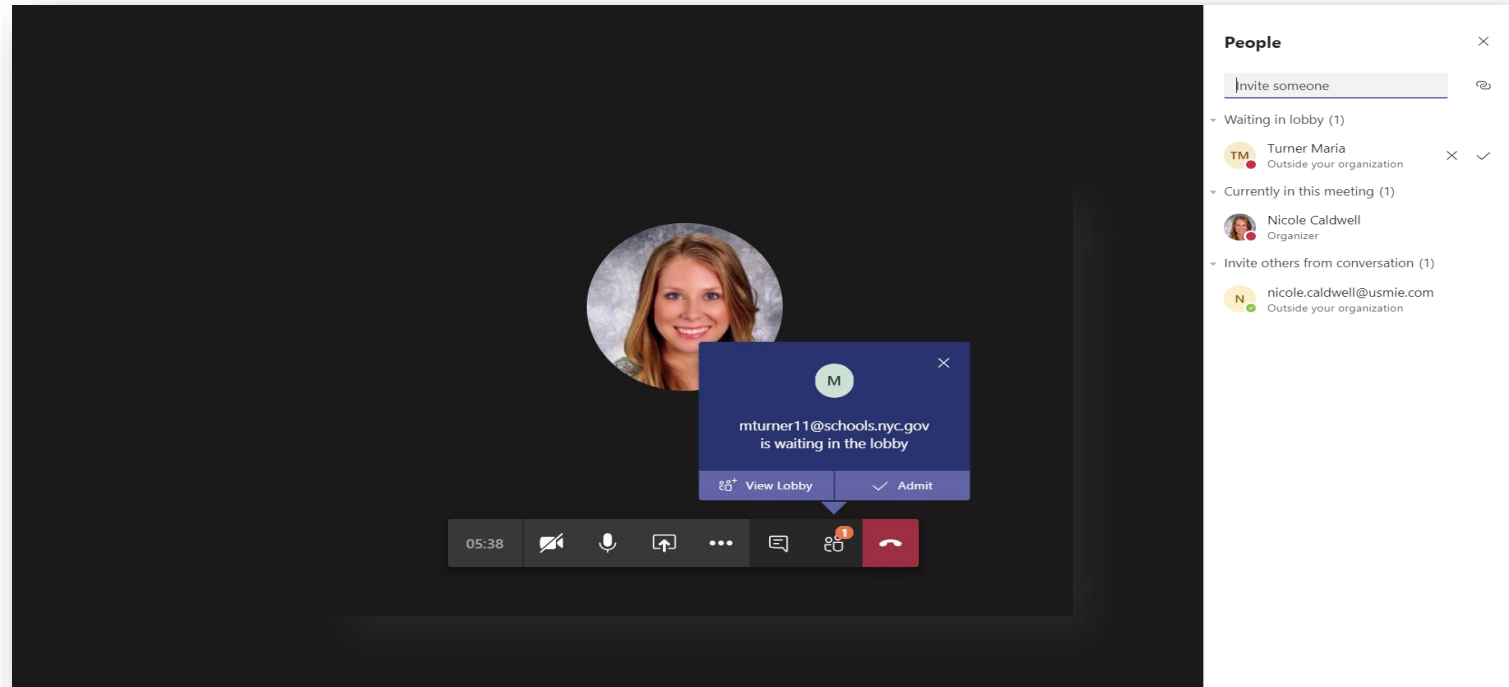 M
mturner11@schools.nyc.gov
is waiting in the lobby
View Lobby
Admit
05:38
1
People
Invite someone
Waiting in lobby (1)
TM
Turner Maria
Outside your organization
Currently in this meeting (1)
Nicole Caldwell
Organizer
Invite others from conversation (1)
N
nicole.caldwell@usmie.com
Outside your organization